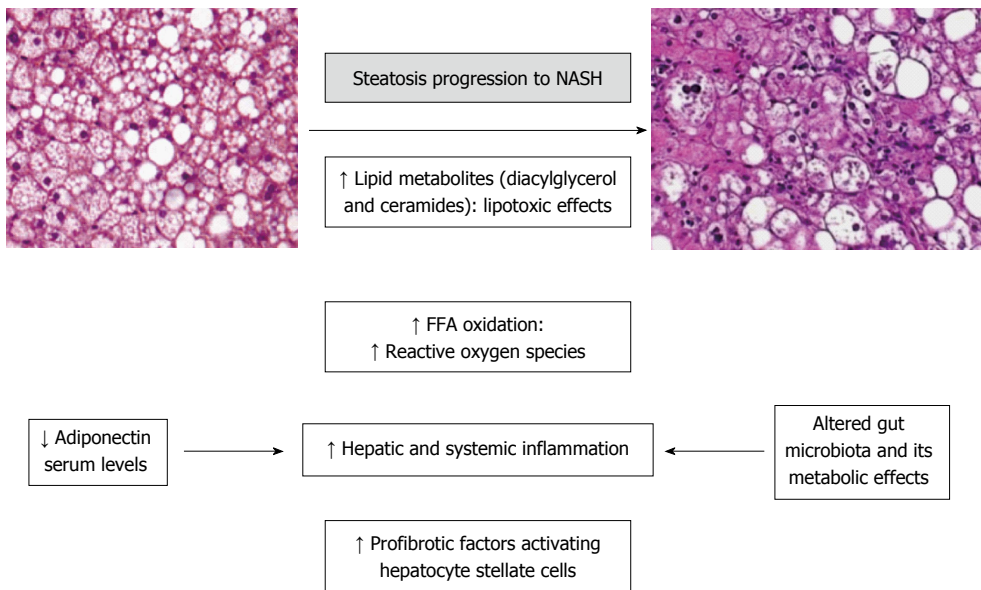 Steatosis progression to NASH
↑ Lipid metabolites (diacylglycerol
and ceramides): lipotoxic effects
↑ FFA oxidation:
↑ Reactive oxygen species
↓ Adiponectin
serum levels
↑ Hepatic and systemic inflammation
Altered gut
microbiota and its
metabolic effects
↑ Profibrotic factors activating
hepatocyte stellate cells